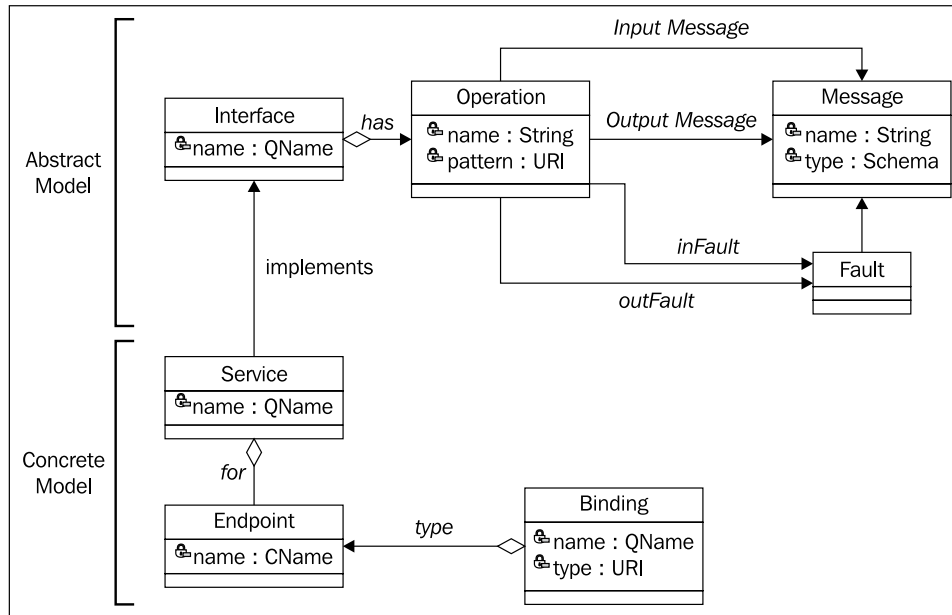 Abstract
Model
Interface
name : QName
has
Operation
name : String
pattern : URI
Input Message
Output Message
Message
name : String
type : Schema
inFault
outFault
Fault
implements
Concrete
Model
Service
name : QName
for
Endpoint
name : CName
type
Binding
name : QName
type : URI